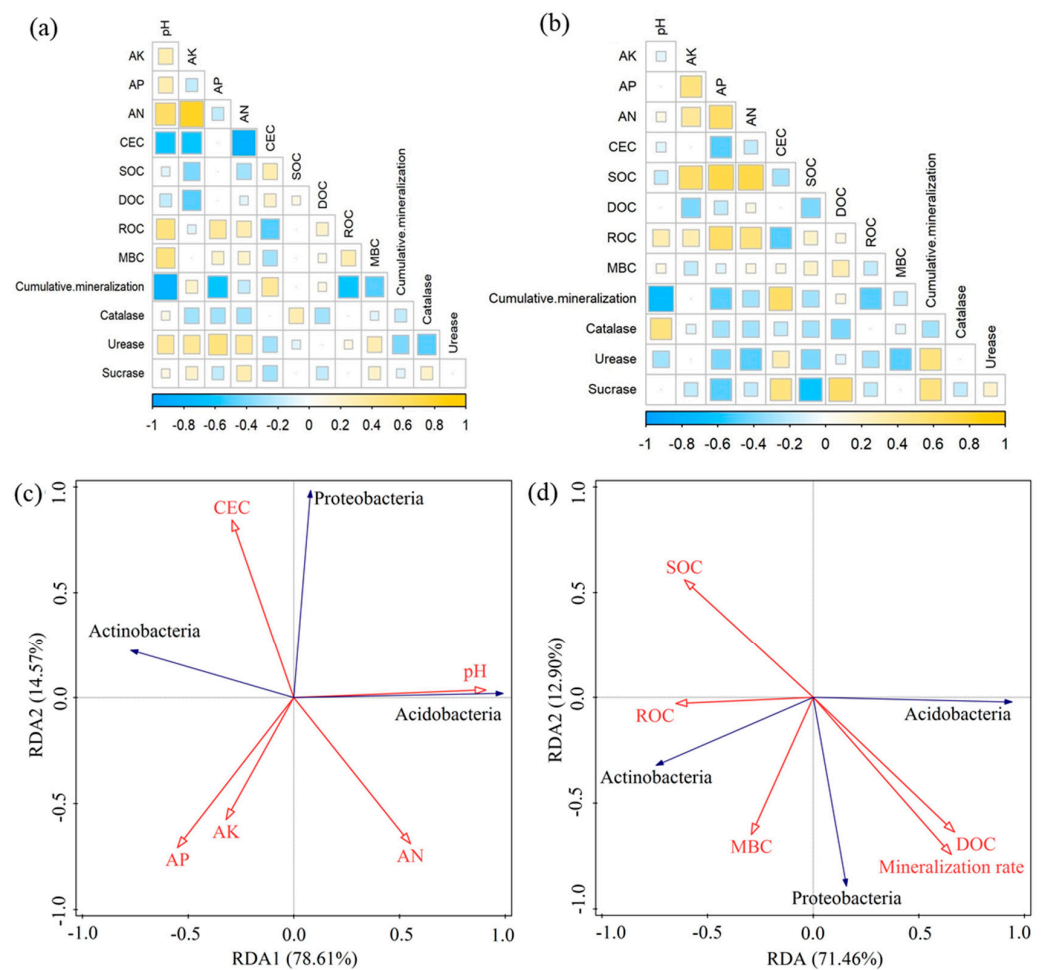 (a)
pH
AK
AK
AP
AP
AN
AN
CEC
CEC
SOC
SOC
DOC
DOC
ROC
ROC
MBC
MBC
Cumulative.mineralization
Cumulative.mineralization
Catalase
Catalase
Urease
Urease
Sucrase
-1 -0.8 -0.6 -0.4 -0.2 0 0.2 0.4 0.6 0.8 1
(b)
pH
AK
AK
AP
AP
AN
AN
CEC
CEC
SOC
SOC
DOC
DOC
ROC
ROC
MBC
MBC
Cumulative.mineralization
Cumulative.mineralization
Catalase
Catalase
Urease
Urease
Sucrase
-1 -0.8 -0.6 -0.4 -0.2 0 0.2 0.4 0.6 0.8 1
(c)
1.0
0.5
0.0
-0.5
-1.0
RDA2 (14.57%)
CEC
Proteobacteria
Actinobacteria
pH
Acidobacteria
AK
AP
AN
-1.0 -0.5 0.0 0.5 1.0
RDA1 (78.61%)
(d)
1.0
0.5
0.0
-0.5
-1.0
RDA2 (12.90%)
SOC
ROC
Acidobacteria
Actinobacteria
MBC
DOC
Mineralization rate
Proteobacteria
-1.0 -0.5 0.0 0.5 1.0
RDA (71.46%)